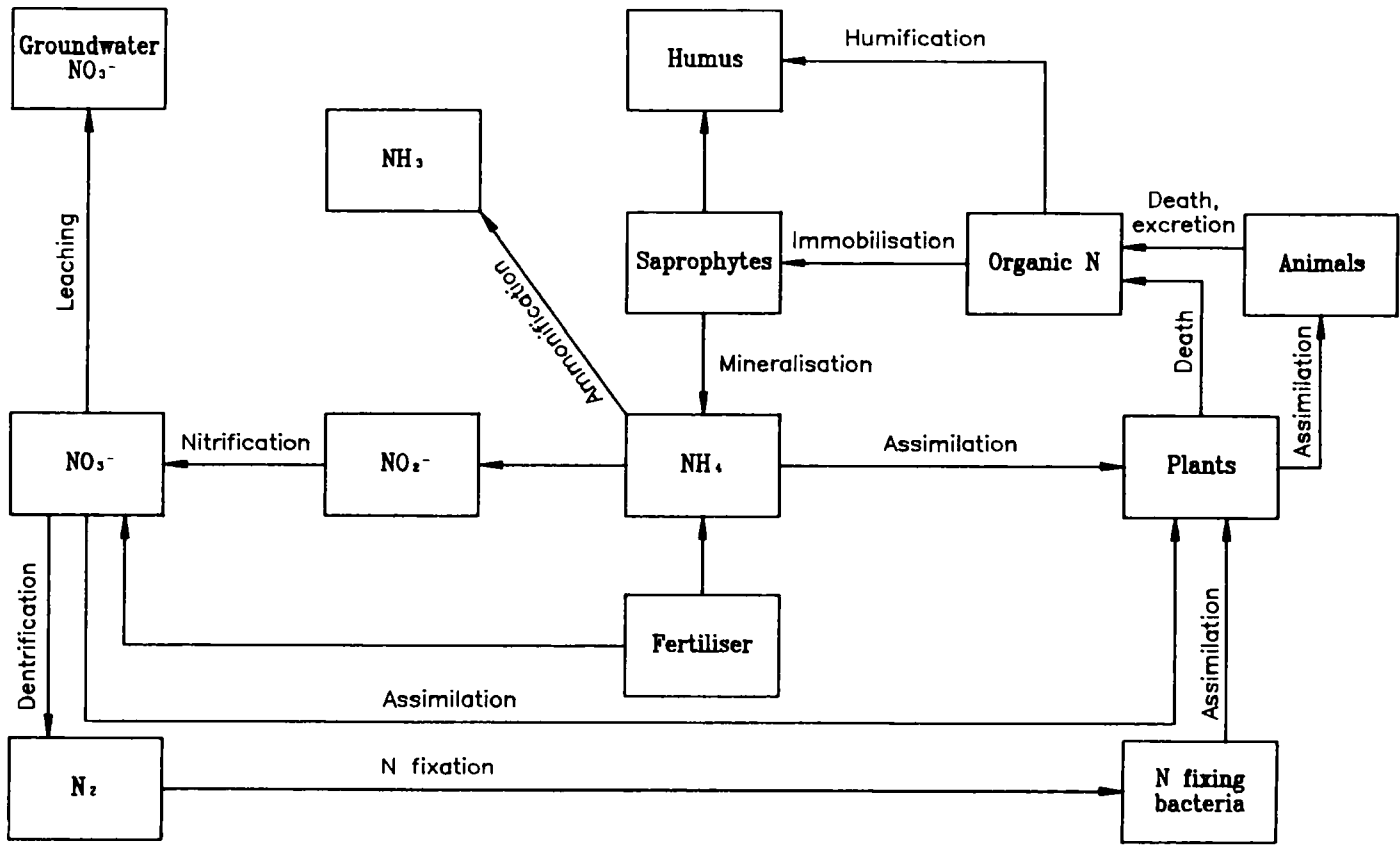 Groundwater
NO₃⁻
Humus
Humification
NH₃
Leaching
Ammonification
Saprophytes
Immobilisation
Organic N
Death,
excretion
Animals
Mineralisation
Death
Assimilation
NO₃⁻
Nitrification
NO₂⁻
NH₄
Assimilation
Plants
Dentrification
Fertiliser
Assimilation
Assimilation
N₂
N fixation
N fixing
bacteria